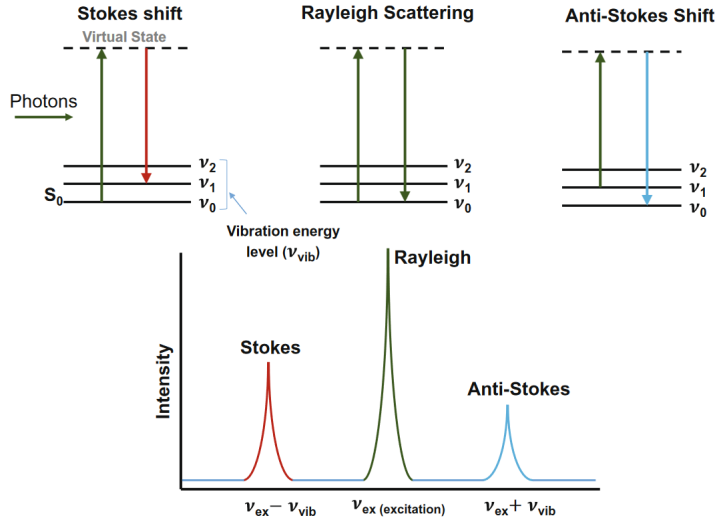 Stokes shift
Virtual State
Photons
S₀
ν₂
ν₁
ν₀
Vibration energy
level (νvib)
Rayleigh Scattering
ν₂
ν₁
ν₀
Anti-Stokes Shift
ν₂
ν₁
ν₀
Intensity
Stokes
Rayleigh
Anti-Stokes
νex− νvib
νex (excitation)
νex+ νvib